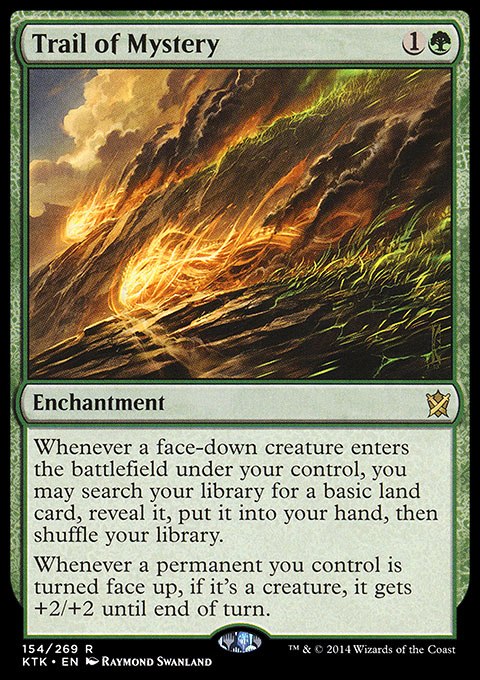 Trail of Mystery 1
Enchantment
Whenever a face-down creature enters
the battlefield under your control, you
may search your library for a basic land
card, reveal it, put it into your hand, then
shuffle your library.
Whenever a permanent you control is
turned face up, if it's a creature, it gets
+2/+2 until end of turn.
154/269 R
KTK • EN Raymond Swanland
™ & © 2014 Wizards of the Coast